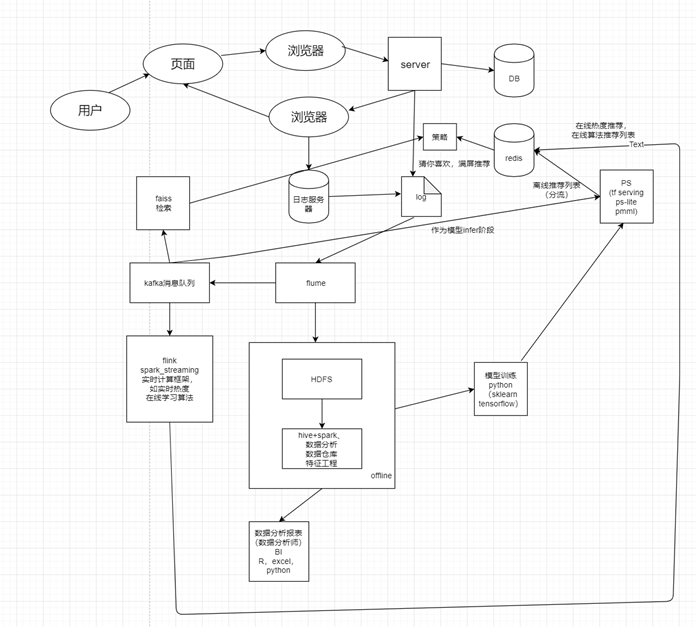 页面
浏览器
server
DB
用户
浏览器
策略
redis
在线热度推荐，
在线算法推荐列表
Text
猜你喜欢，满屏推荐
faiss
检索
日志服务
器
log
离线推荐列表
（分流）
PS
(tf serving
ps-lite
pmml)
作为模型infer阶段
kafka消息队列
flume
flink
spark_streaming
实时计算框架，
如实时热度
在线学习算法
HDFS
hive+spark、
数据分析
数据仓库
特征工程
offline
模型训练
python
（sklearn
tensorflow）
数据分析报表
（数据分析师）
BI
R，excel，
python